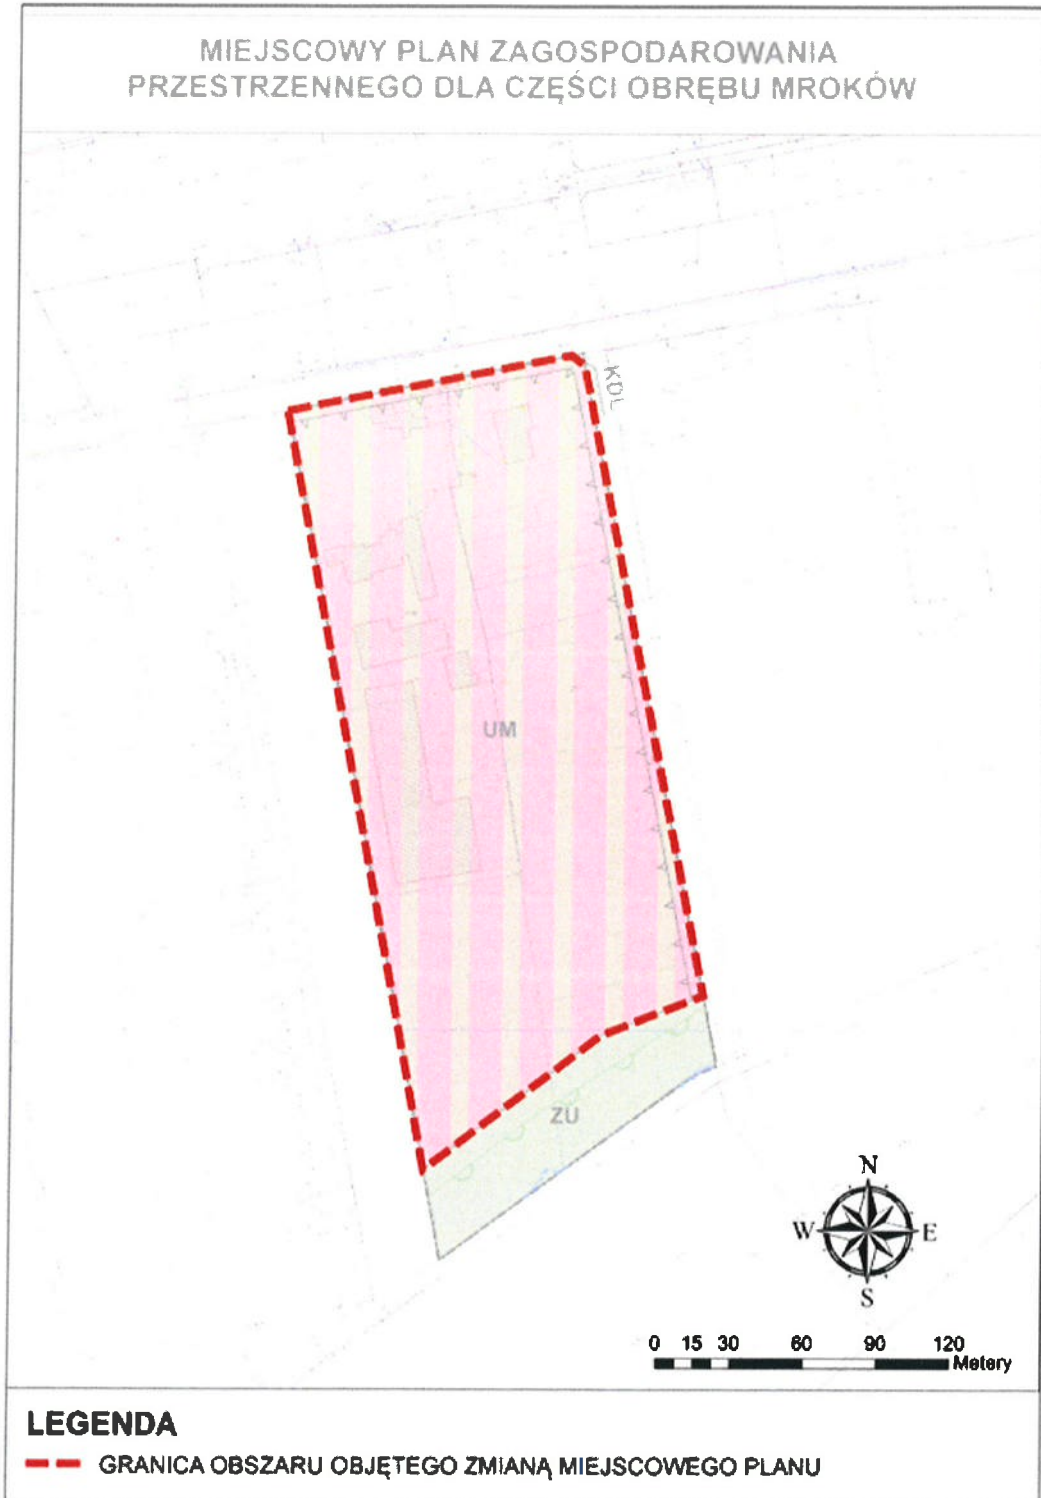 MIEJSCOWY PLAN ZAGOSPODAROWANIA
PRZESTRZENNEGO DLA CZĘŚCI OBRĘBU MROKÓW
KDL
UM
ZU
N
W E
S
0 15 30 60 90 120
Metery
LEGENDA
GRANICA OBSZARU OBJĘTEGO ZMIANĄ MIEJSCOWEGO PLANU